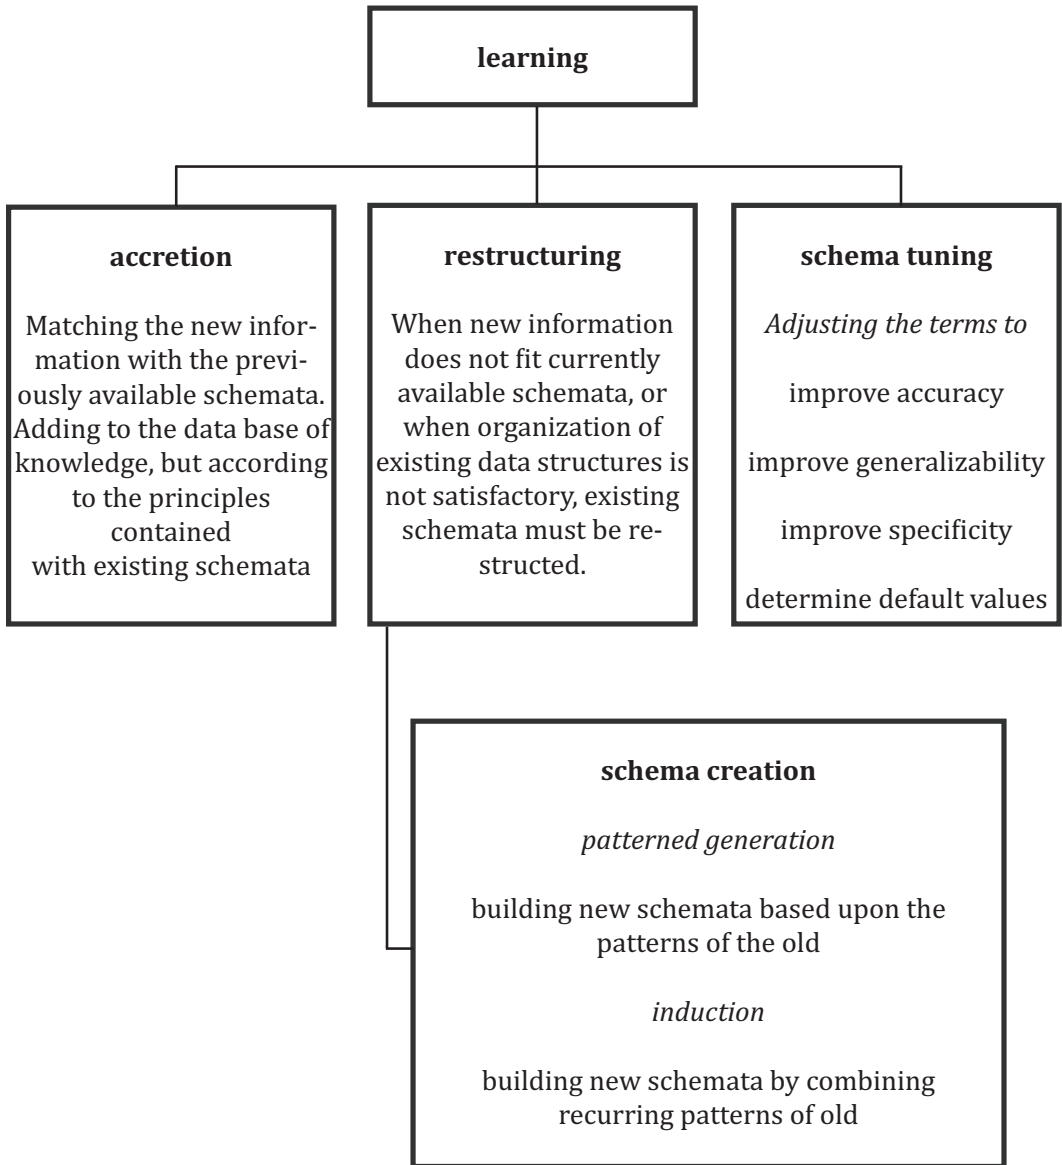 learning
accretion
Matching the new infor-
mation with the previ-
ously available schemata.
Adding to the data base of
knowledge, but according
to the principles
contained
with existing schemata
restructuring
When new information
does not fit currently
available schemata, or
when organization of
existing data structures is
not satisfactory, existing
schemata must be re-
structed.
schema tuning
Adjusting the terms to
improve accuracy
improve generalizability
improve specificity
determine default values
schema creation
patterned generation
building new schemata based upon the
patterns of the old
induction
building new schemata by combining
recurring patterns of old